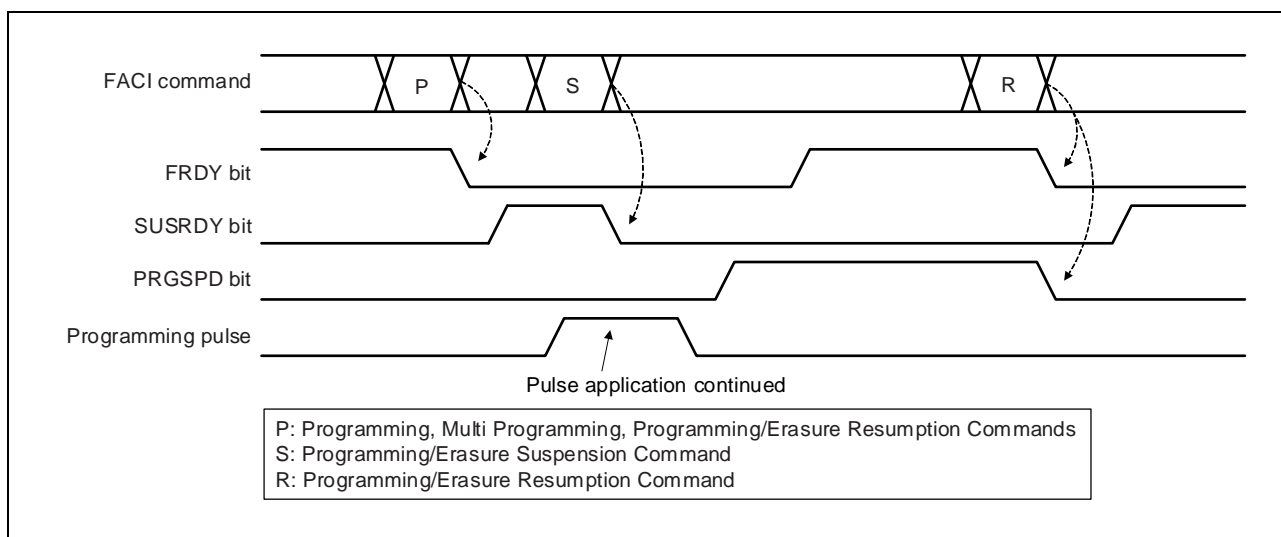 FACI command
P
S
R
FRDY bit
SUSRDY bit
PRGSPD bit
Programming pulse
Pulse application continued
P: Programming, Multi Programming, Programming/Erasure Resumption Commands
S: Programming/Erasure Suspension Command
R: Programming/Erasure Resumption Command